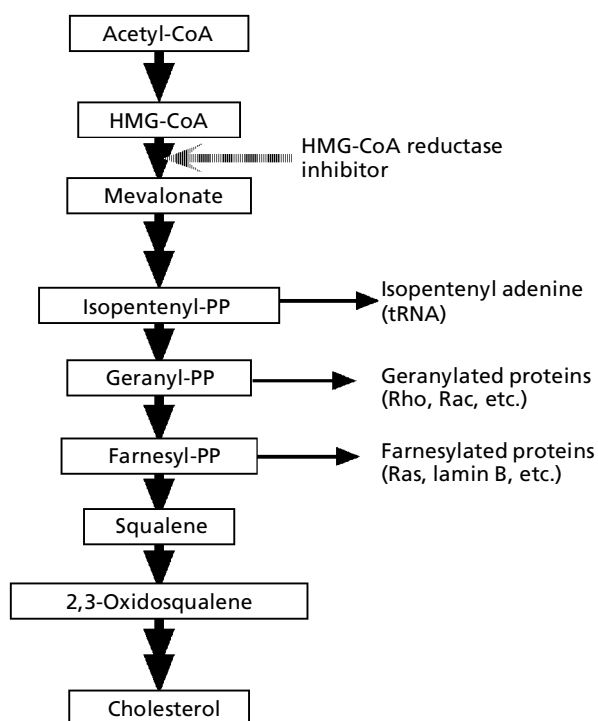 Acetyl-CoA
HMG-CoA
HMG-CoA reductase
inhibitor
Mevalonate
Isopentenyl-PP
Isopentenyl adenine
(tRNA)
Geranyl-PP
Geranylated proteins
(Rho, Rac, etc.)
Farnesyl-PP
Farnesylated proteins
(Ras, lamin B, etc.)
Squalene
2,3-Oxidosqualene
Cholesterol